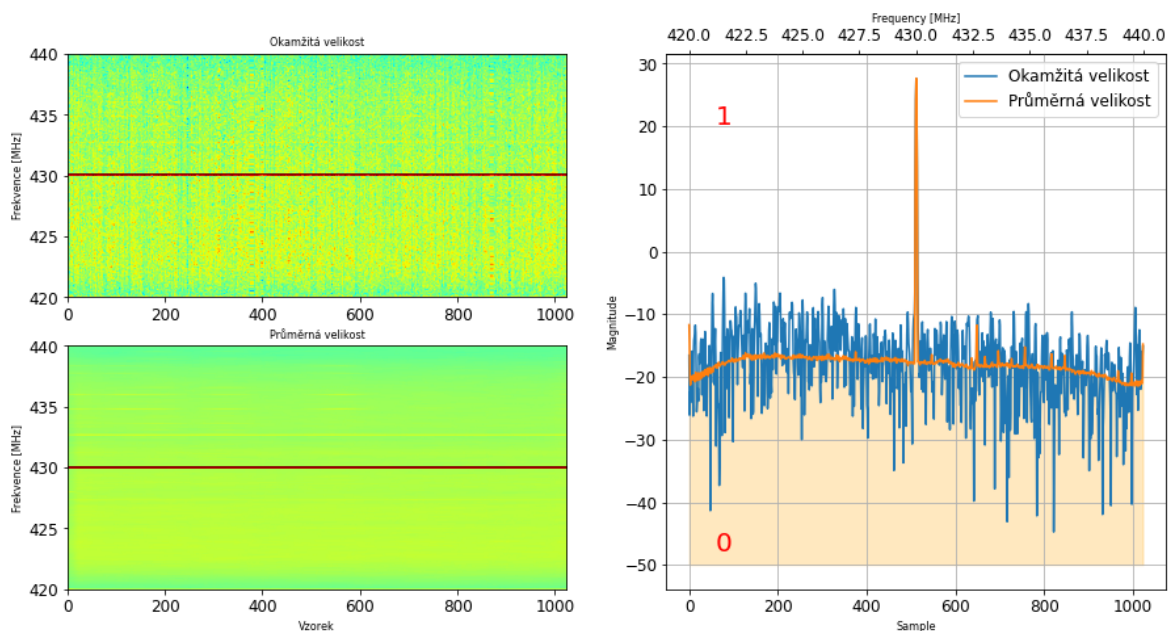 Okamžitá velikost
Frekvence [MHz]
440
435
430
425
420
0 200 400 600 800 1000
Průměrná velikost
Frekvence [MHz]
440
435
430
425
420
0 200 400 600 800 1000
Vzorek
Frequency [MHz]
420.0 422.5 424.5 425.0 427.5 430.0 432.5 435.0 437.5 440.0
Okamžitá velikost
Průměrná velikost
Magnitude
30
20
10
0
−10
−20
−30
−40
−50
1
0
0 200 400 600 800 1000
Sample